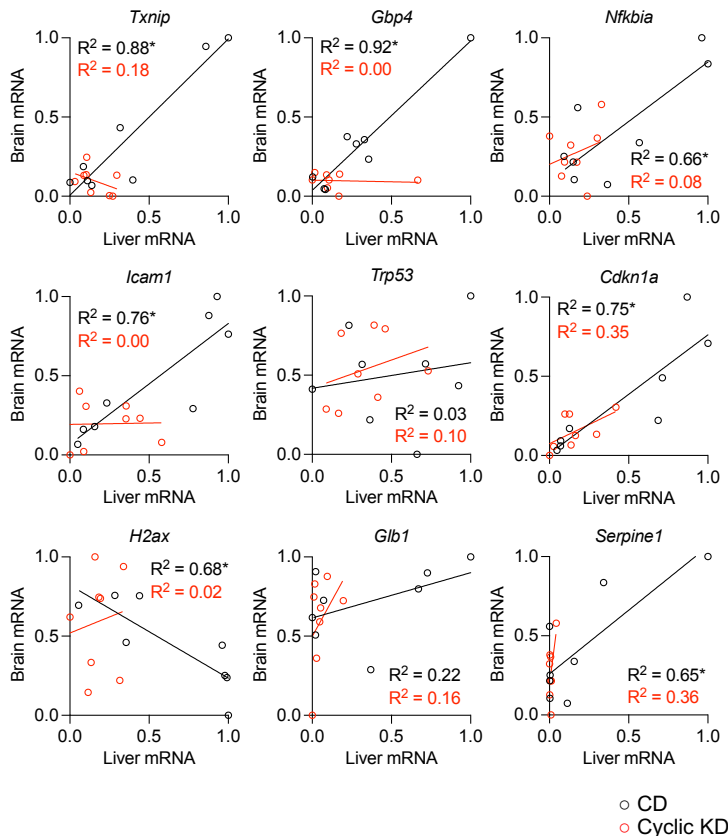 Txnip
Gbp4
Nfkbia
1.0
0.5
0.0
Brain mRNA
R² = 0.88*
R² = 0.18
0.0 0.5 1.0
Liver mRNA
1.0
0.5
0.0
Brain mRNA
R² = 0.92*
R² = 0.00
0.0 0.5 1.0
Liver mRNA
1.0
0.5
0.0
Brain mRNA
R² = 0.66*
R² = 0.08
0.0 0.5 1.0
Liver mRNA
Icam1
Trp53
Cdkn1a
1.0
0.5
0.0
Brain mRNA
R² = 0.76*
R² = 0.00
0.0 0.5 1.0
Liver mRNA
1.0
0.5
0.0
Brain mRNA
R² = 0.03
R² = 0.10
0.0 0.5 1.0
Liver mRNA
1.0
0.5
0.0
Brain mRNA
R² = 0.75*
R² = 0.35
0.0 0.5 1.0
Liver mRNA
H2ax
Glb1
Serpine1
1.0
0.5
0.0
Brain mRNA
R² = 0.68*
R² = 0.02
0.0 0.5 1.0
Liver mRNA
1.0
0.5
0.0
Brain mRNA
R² = 0.22
R² = 0.16
0.0 0.5 1.0
Liver mRNA
1.0
0.5
0.0
Brain mRNA
R² = 0.65*
R² = 0.36
0.0 0.5 1.0
Liver mRNA
CD
Cyclic KD